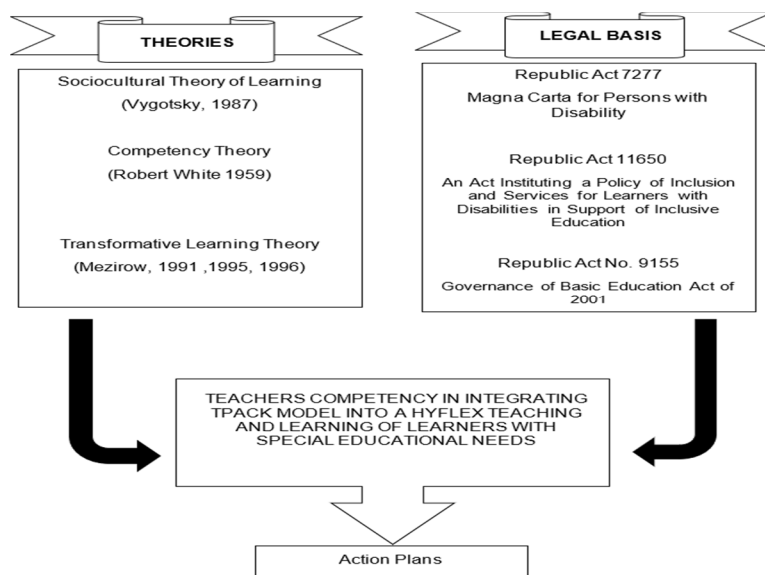 THEORIES
Sociocultural Theory of Learning
(Vygotsky, 1987)
Competency Theory
(Robert White 1959)
Transformative Learning Theory
(Mezirow, 1991 ,1995, 1996)
LEGAL BASIS
Republic Act 7277
Magna Carta for Persons with
Disability
Republic Act 11650
An Act Instituting a Policy of Inclusion
and Services for Learners with
Disabilities in Support of Inclusive
Education
Republic Act No. 9155
Governance of Basic Education Act of
2001
TEACHERS COMPETENCY IN INTEGRATING
TPACK MODEL INTO A HYFLEX TEACHING
AND LEARNING OF LEARNERS WITH
SPECIAL EDUCATIONAL NEEDS
Action Plans